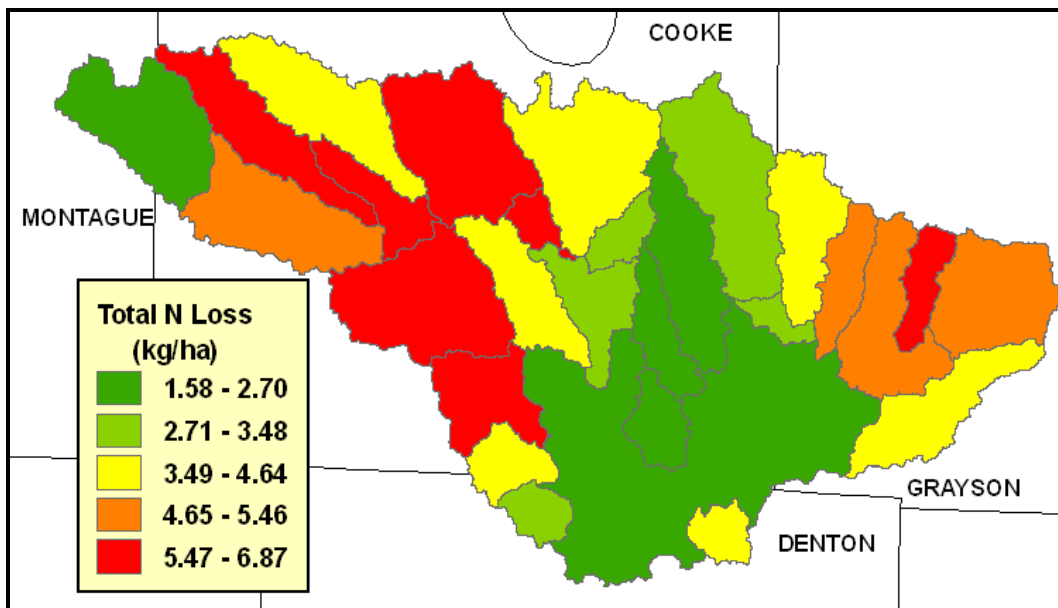 COOKE
MONTAGUE
Total N Loss
(kg/ha)
1.58 - 2.70
2.71 - 3.48
3.49 - 4.64
4.65 - 5.46
5.47 - 6.87
GRAYSON
DENTON